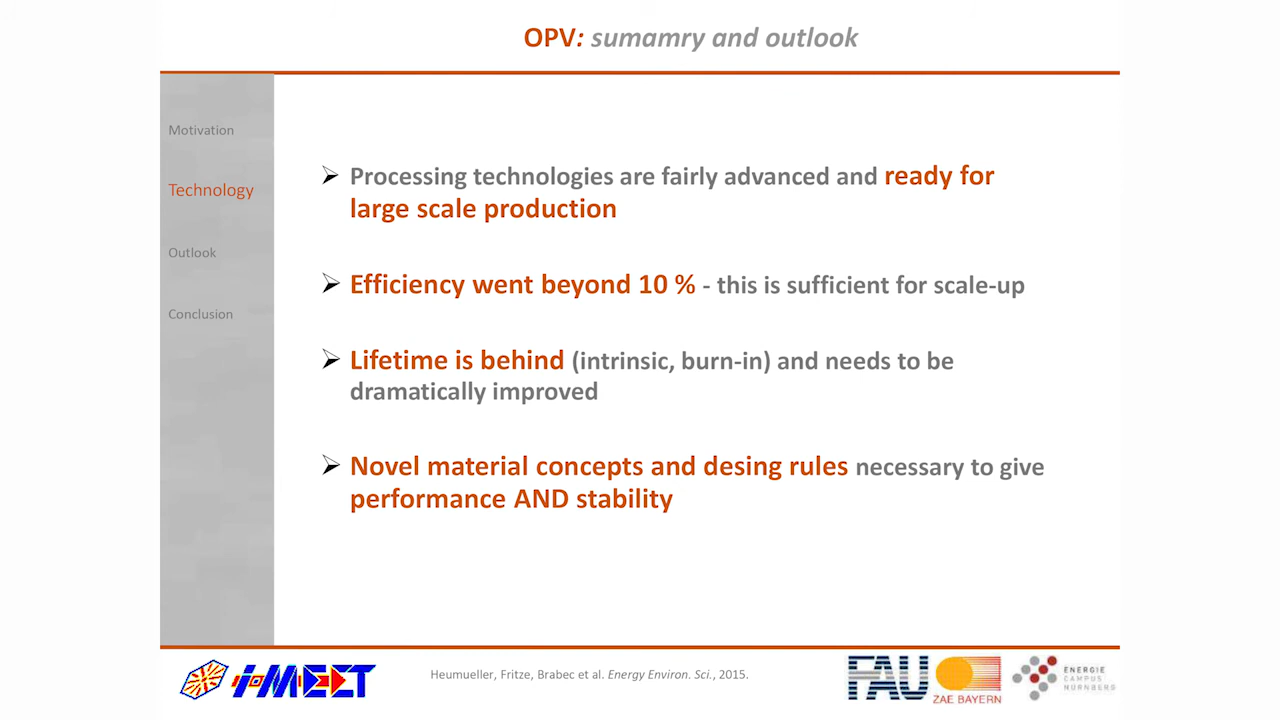 OPV: sumamry and outlook
Motivation
Technology
Outlook
Conclusion
➢ Processing technologies are fairly advanced and ready for
large scale production
➢ Efficiency went beyond 10 % - this is sufficient for scale-up
➢ Lifetime is behind (intrinsic, burn-in) and needs to be
dramatically improved
➢ Novel material concepts and desing rules necessary to give
performance AND stability
i-MEET
Heumueller, Fritze, Brabec et al. Energy Environ. Sci., 2015.
FAU
ZAE BAYERN
ENERGIE
CAMPUS
NÜRNBERG